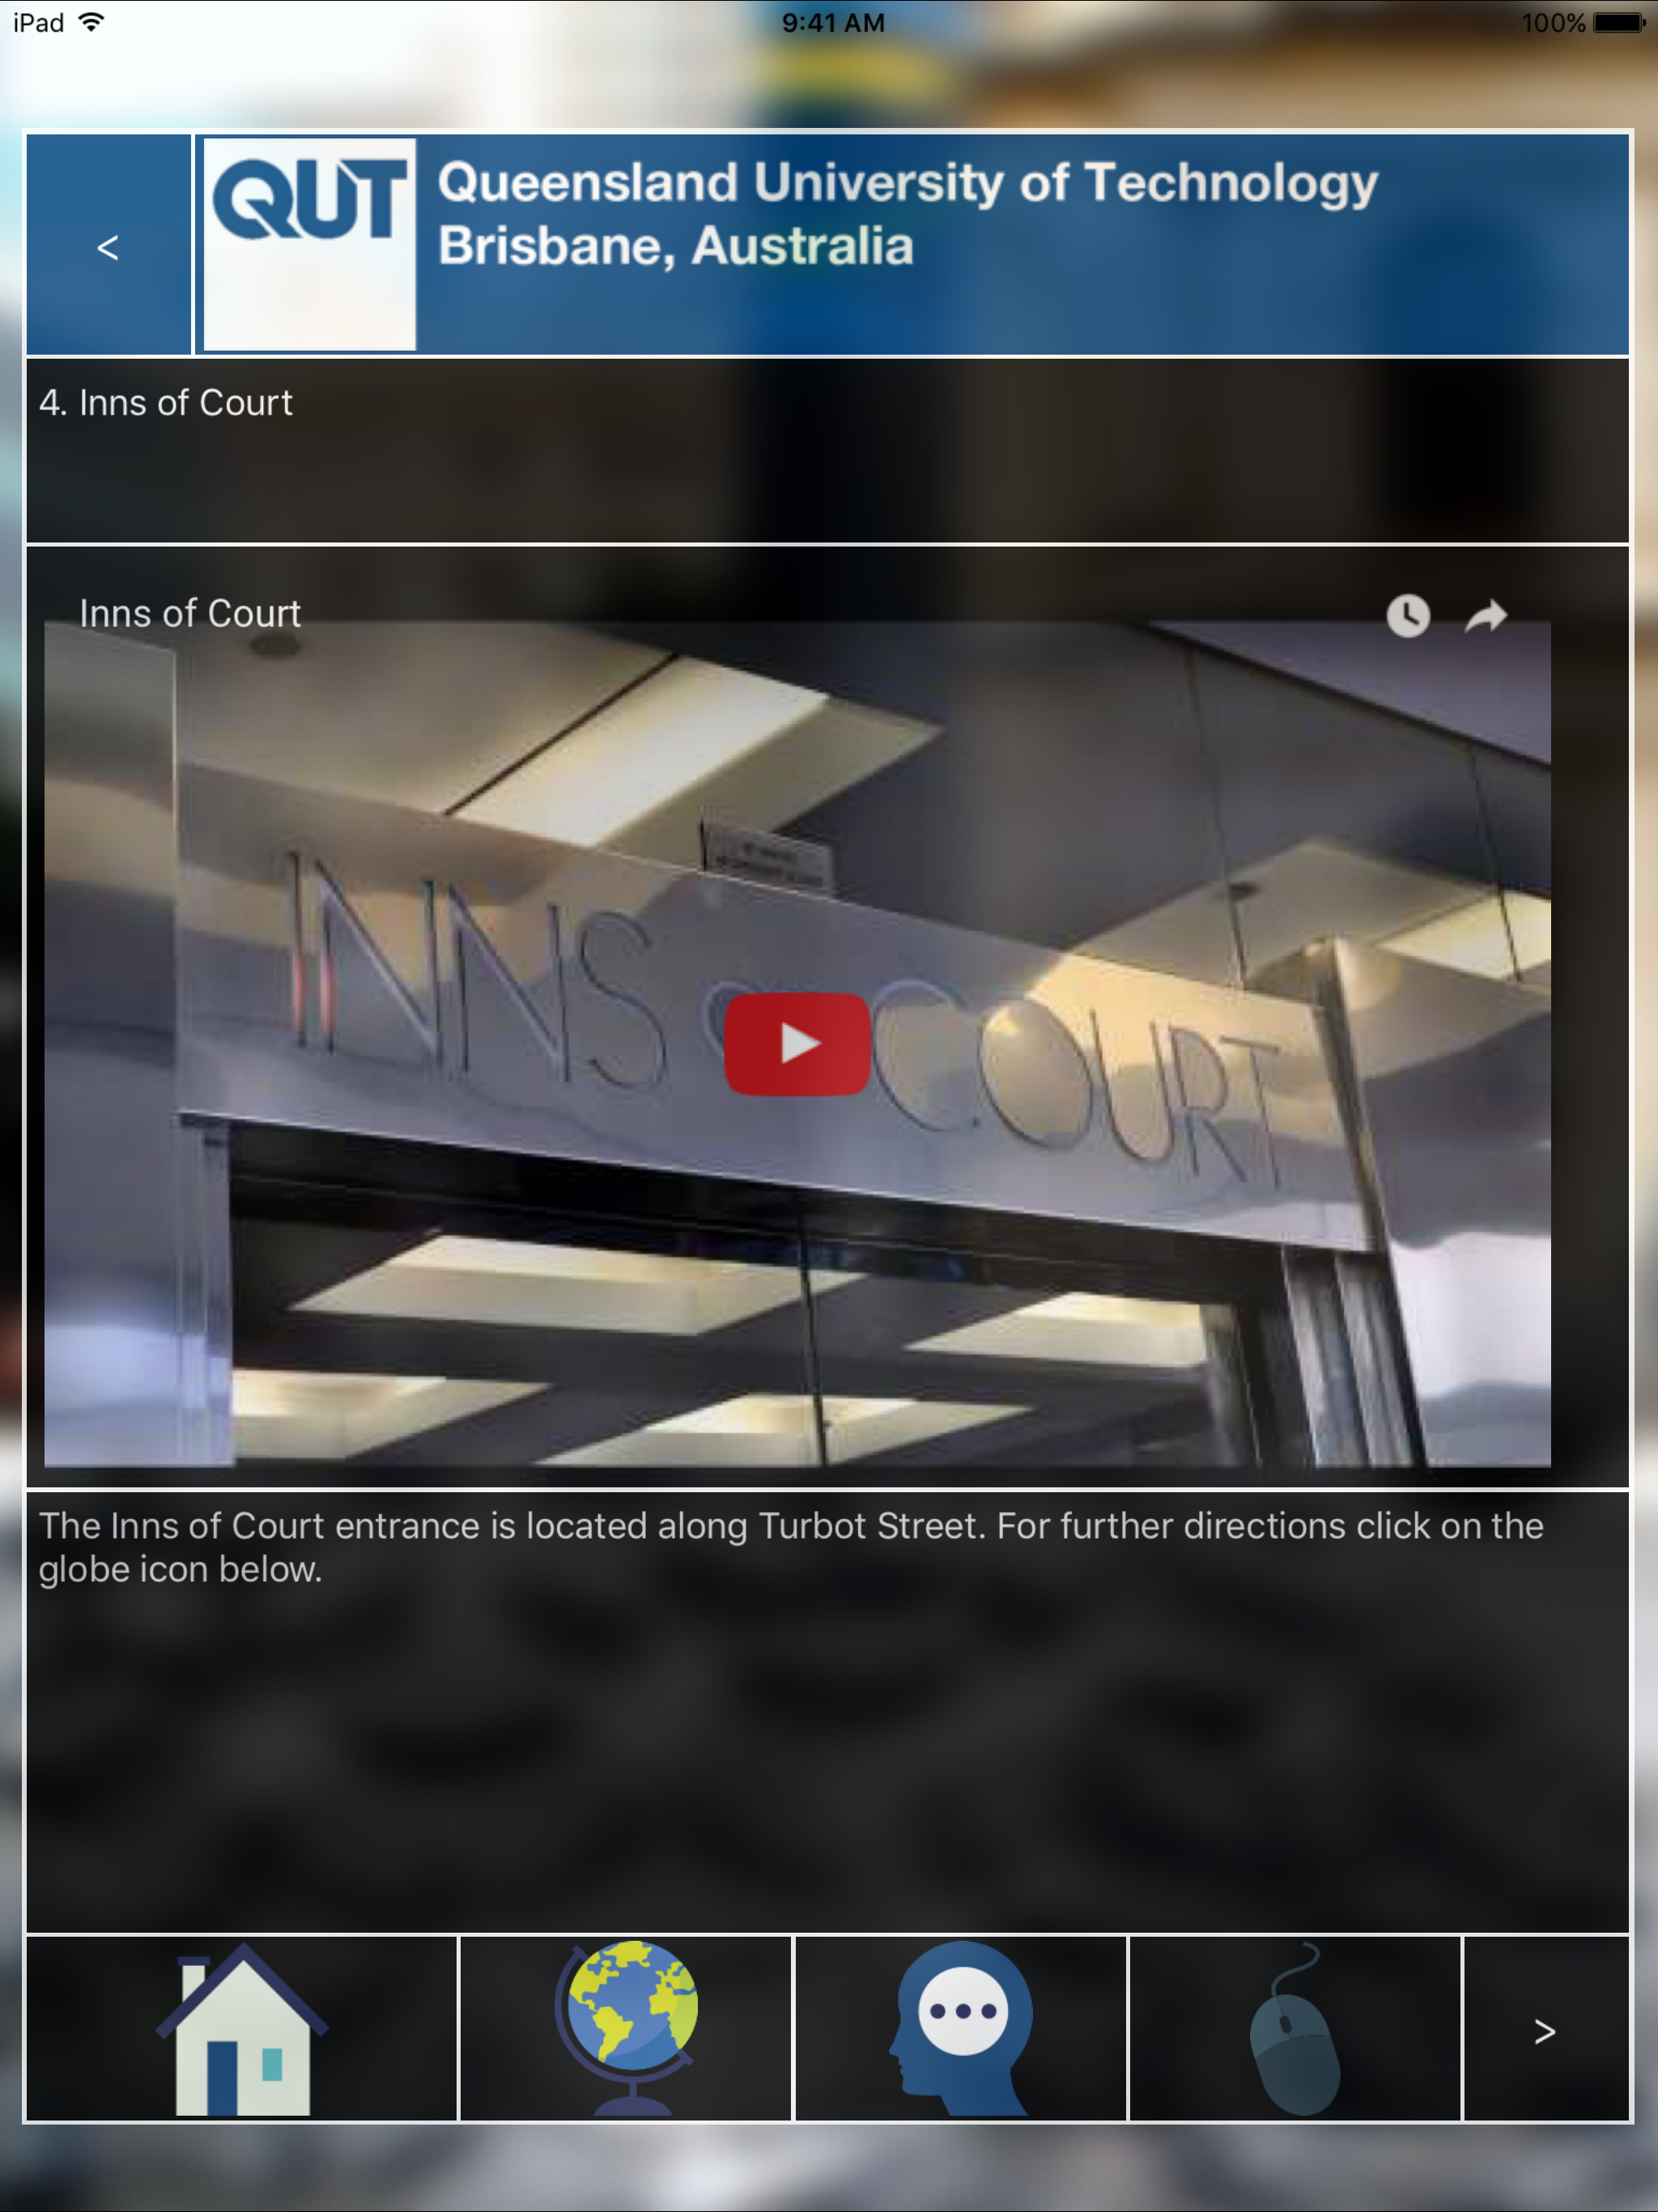 iPad
9:41 AM
100%
<
QUT
Queensland University of Technology
Brisbane, Australia
4. Inns of Court
Inns of Court
INNS
COURT
The Inns of Court entrance is located along Turbot Street. For further directions click on the
globe icon below.
>